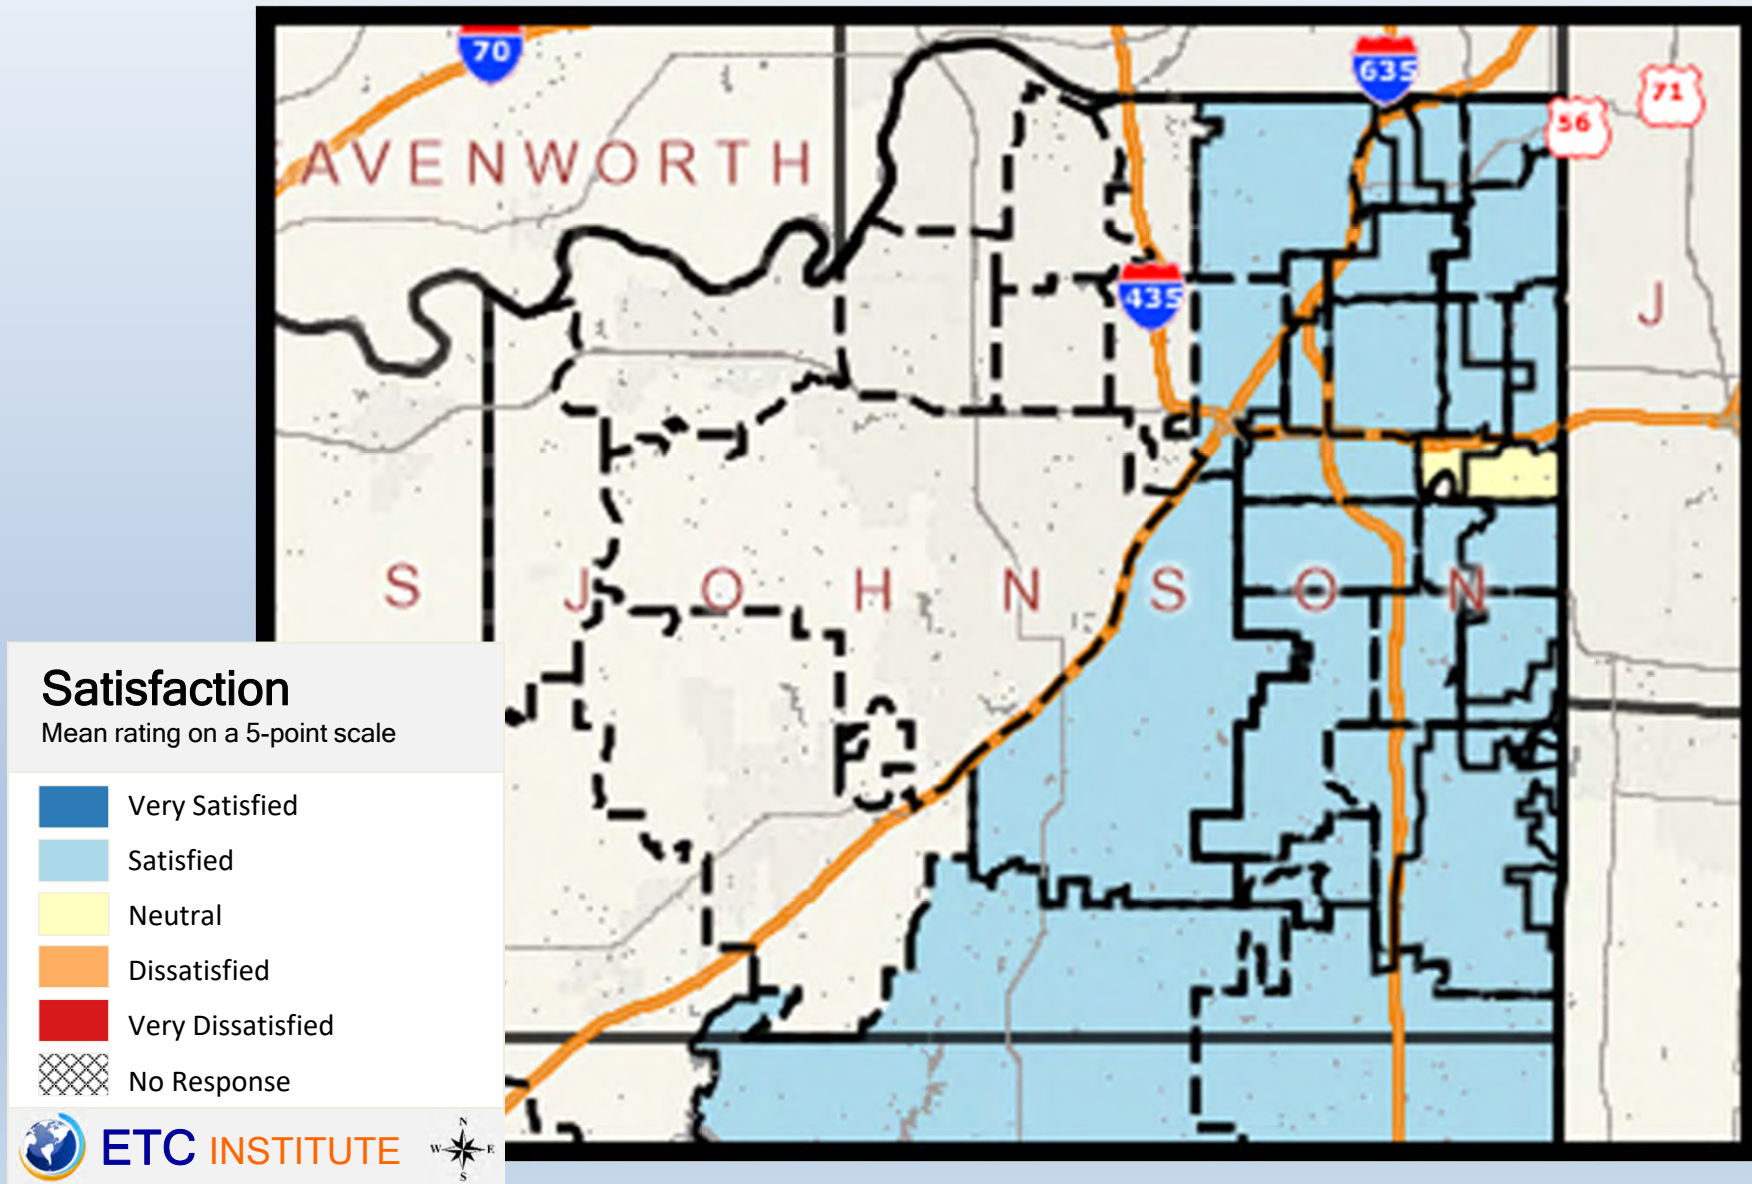 70
635
71
56
AVENWORTH
435
J
S JOHNSON
Satisfaction
Mean rating on a 5-point scale
Very Satisfied
Satisfied
Neutral
Dissatisfied
Very Dissatisfied
No Response
N
W E
S
ETC INSTITUTE